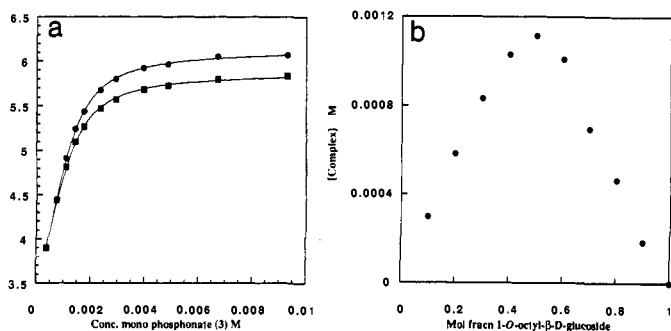 a
6.5
6
5.5
5
4.5
4
3.5
0 0.002 0.004 0.006 0.008 0.01
Conc. mono phosphonate (3) M
b
0.0012
0.0008
0.0004
0
[Complex] M
0 0.2 0.4 0.6 0.8 1
Mol fracn 1-O-octyl-β-D-glucoside